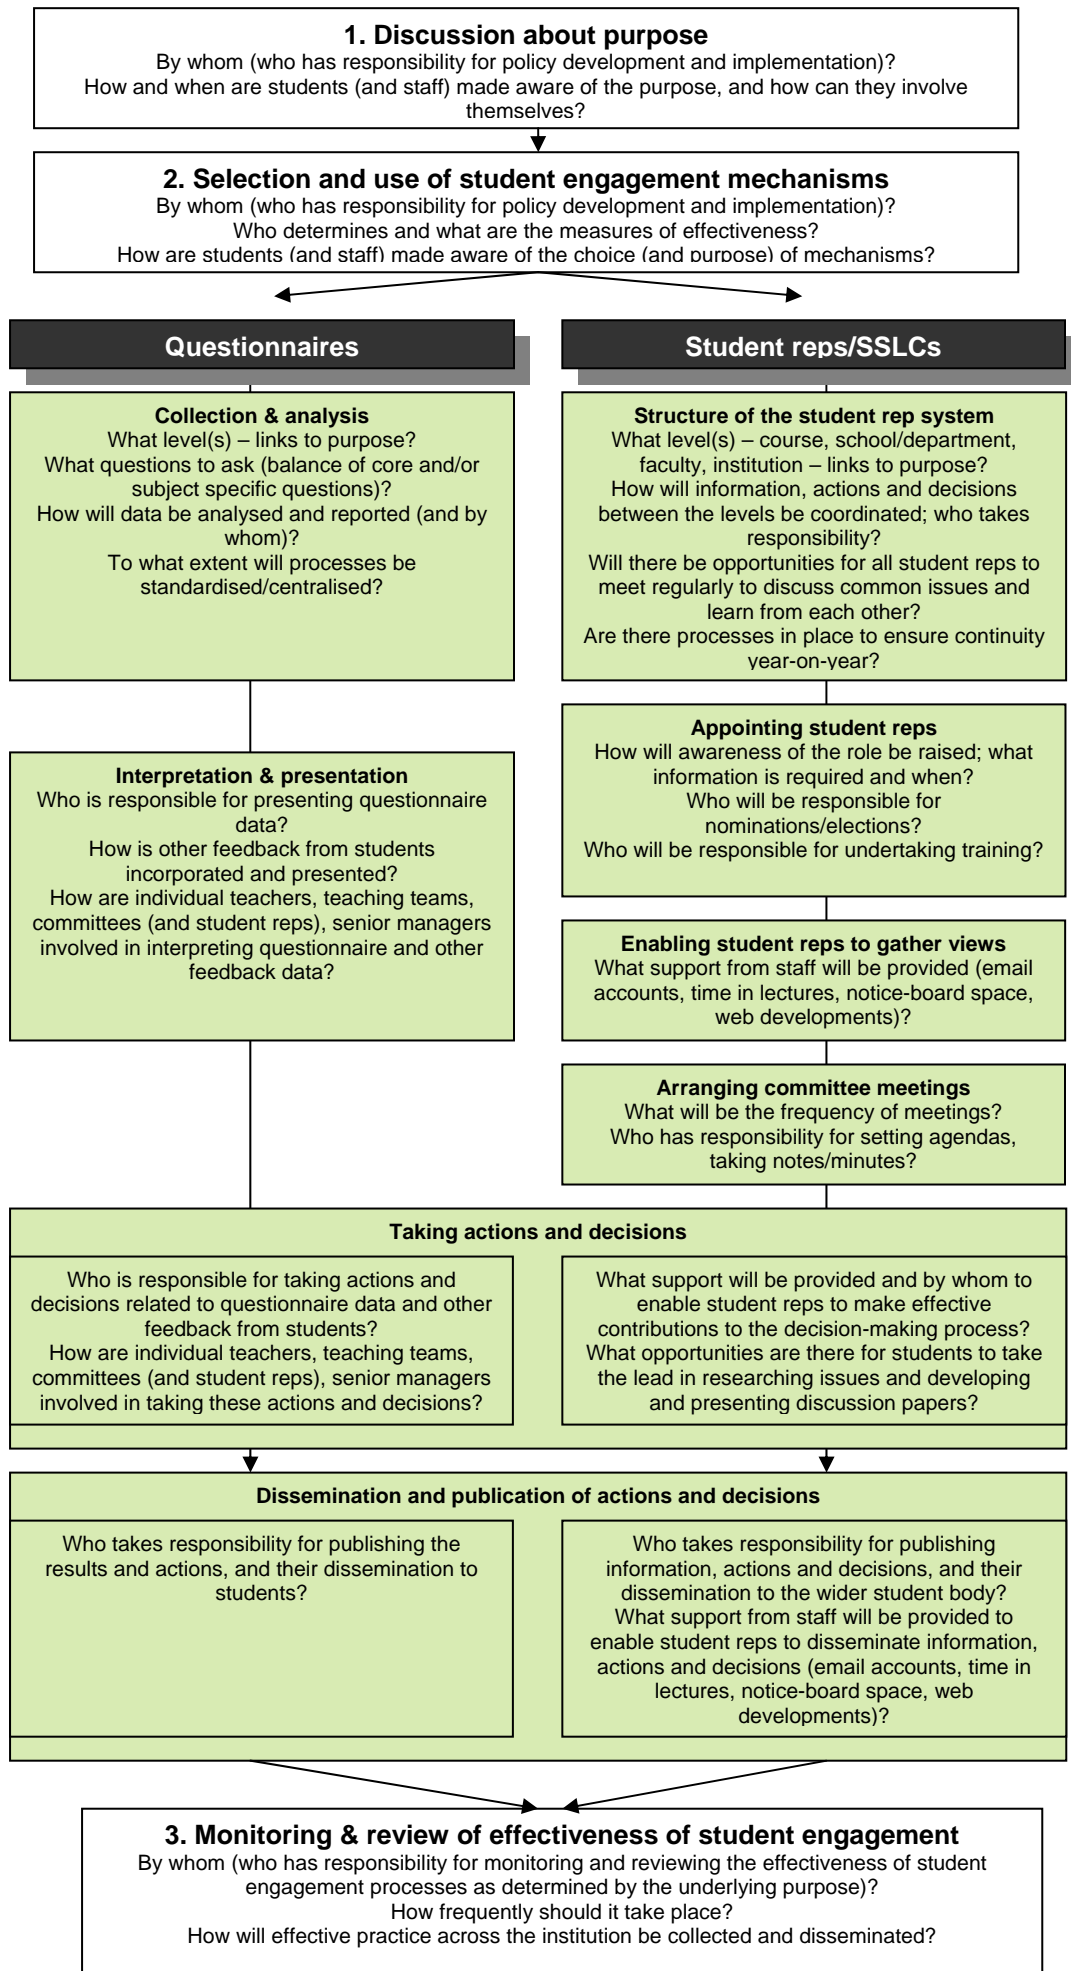 1. Discussion about purpose
By whom (who has responsibility for policy development and implementation)?
How and when are students (and staff) made aware of the purpose, and how can they involve
themselves?
2. Selection and use of student engagement mechanisms
By whom (who has responsibility for policy development and implementation)?
Who determines and what are the measures of effectiveness?
How are students (and staff) made aware of the choice (and purpose) of mechanisms?
Questionnaires
Collection & analysis
What level(s) – links to purpose?
What questions to ask (balance of core and/or
subject specific questions)?
How will data be analysed and reported (and by
whom)?
To what extent will processes be
standardised/centralised?
Interpretation & presentation
Who is responsible for presenting questionnaire
data?
How is other feedback from students
incorporated and presented?
How are individual teachers, teaching teams,
committees (and student reps), senior managers
involved in interpreting questionnaire and other
feedback data?
Student reps/SSLCs
Structure of the student rep system
What level(s) – course, school/department,
faculty, institution – links to purpose?
How will information, actions and decisions
between the levels be coordinated; who takes
responsibility?
Will there be opportunities for all student reps to
meet regularly to discuss common issues and
learn from each other?
Are there processes in place to ensure continuity
year-on-year?
Appointing student reps
How will awareness of the role be raised; what
information is required and when?
Who will be responsible for
nominations/elections?
Who will be responsible for undertaking training?
Enabling student reps to gather views
What support from staff will be provided (email
accounts, time in lectures, notice-board space,
web developments)?
Arranging committee meetings
What will be the frequency of meetings?
Who has responsibility for setting agendas,
taking notes/minutes?
Taking actions and decisions
Who is responsible for taking actions and
decisions related to questionnaire data and other
feedback from students?
How are individual teachers, teaching teams,
committees (and student reps), senior managers
involved in taking these actions and decisions?
What support will be provided and by whom to
enable student reps to make effective
contributions to the decision-making process?
What opportunities are there for students to take
the lead in researching issues and developing
and presenting discussion papers?
Dissemination and publication of actions and decisions
Who takes responsibility for publishing the
results and actions, and their dissemination to
students?
Who takes responsibility for publishing
information, actions and decisions, and their
dissemination to the wider student body?
What support from staff will be provided to
enable student reps to disseminate information,
actions and decisions (email accounts, time in
lectures, notice-board space, web
developments)?
3. Monitoring & review of effectiveness of student engagement
By whom (who has responsibility for monitoring and reviewing the effectiveness of student
engagement processes as determined by the underlying purpose)?
How frequently should it take place?
How will effective practice across the institution be collected and disseminated?